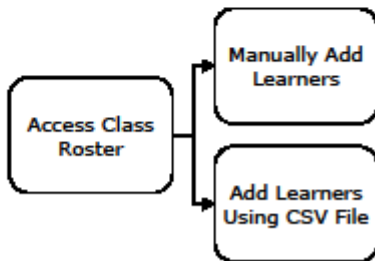 Access Class
Roster
Manually Add
Learners
Add Learners
Using CSV File